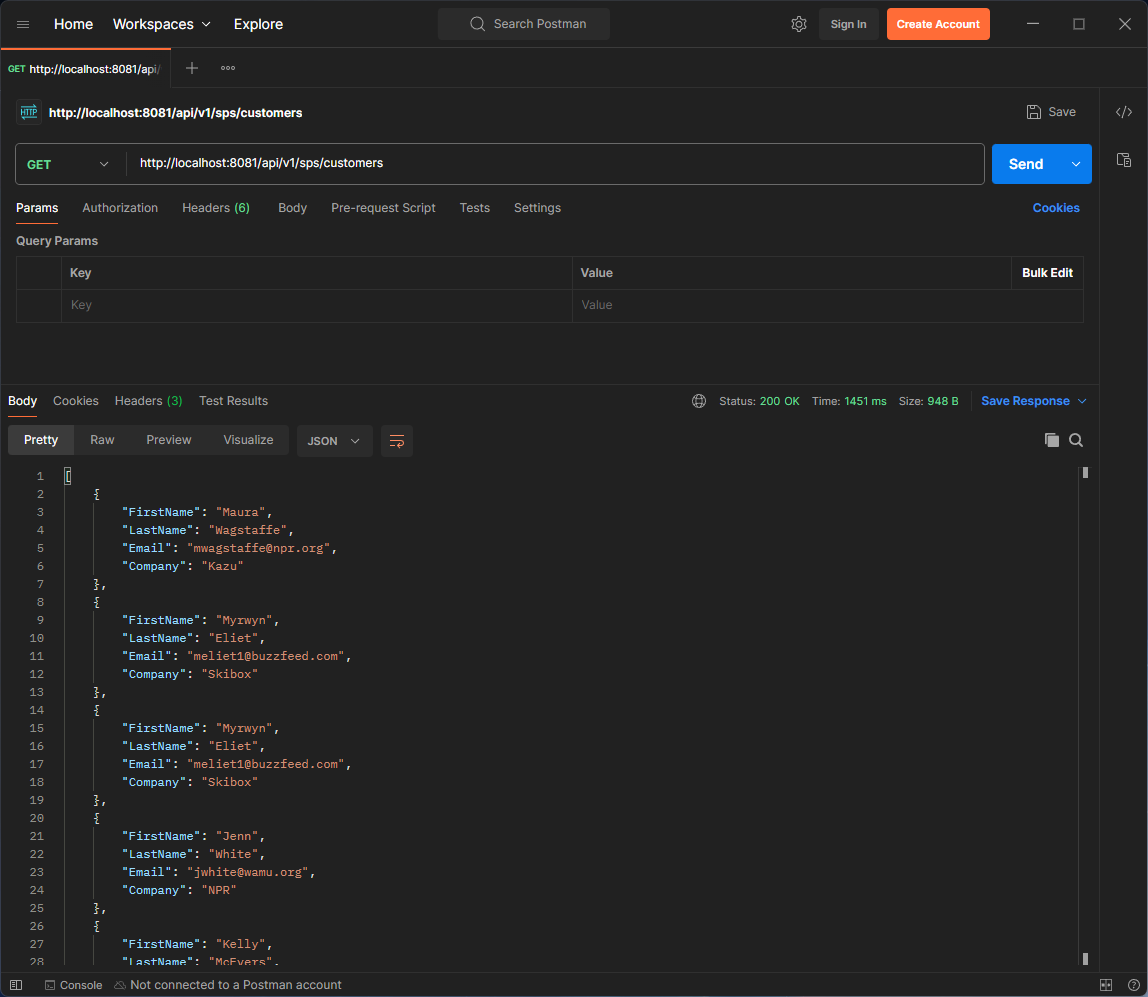 Home Workspaces Explore Search Postman Sign In Create Account
GET http://localhost:8081/api/
HTTP http://localhost:8081/api/v1/sps/customers Save
GET http://localhost:8081/api/v1/sps/customers Send
Params Authorization Headers (6) Body Pre-request Script Tests Settings Cookies
Query Params
Key Value Bulk Edit
Key Value
Body Cookies Headers (3) Test Results Status: 200 OK Time: 1451 ms Size: 948 B Save Response
Pretty Raw Preview Visualize JSON
1 [
2 {
3 "FirstName": "Maura",
4 "LastName": "Wagstaffe",
5 "Email": "mwagstaffe@npr.org",
6 "Company": "Kazu"
7 },
8 {
9 "FirstName": "Myrwyn",
10 "LastName": "Eliet",
11 "Email": "meliet1@buzzfeed.com",
12 "Company": "Skibox"
13 },
14 {
15 "FirstName": "Myrwyn",
16 "LastName": "Eliet",
17 "Email": "meliet1@buzzfeed.com",
18 "Company": "Skibox"
19 },
20 {
21 "FirstName": "Jenn",
22 "LastName": "White",
23 "Email": "jwhite@wamu.org",
24 "Company": "NPR"
25 },
26 {
27 "FirstName": "Kelly",
28 "LastName": "McEvers",
Console Not connected to a Postman account